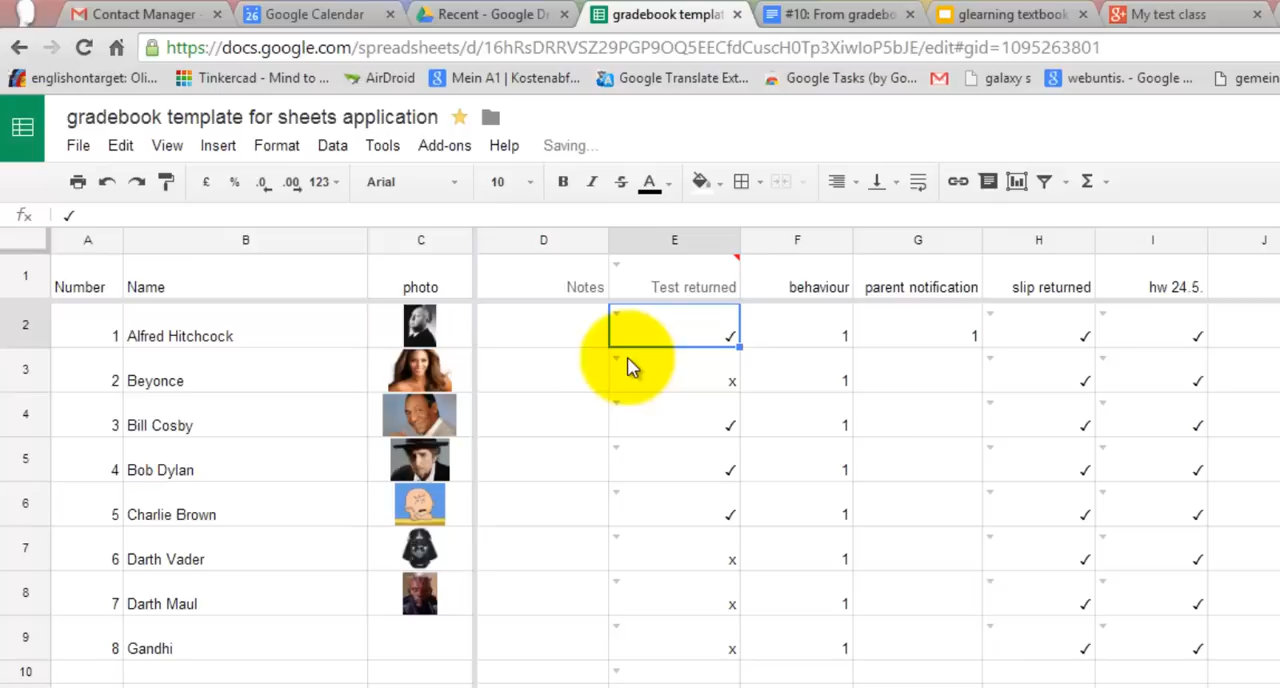 Contact Manager - Google Calendar Recent - Google Dr gradebook templat #10: From gradebo glearning textbook My test class
https://docs.google.com/spreadsheets/d/16hRsDRRVSZ29PGP9OQ5EECfdCuscH0Tp3XiwIoP5bJE/edit#gid=1095263801
englishontarget: Oli... Tinkercad - Mind to ... AirDroid Mein A1 | Kostenabf... Google Translate Ext... Google Tasks (by Go... galaxy s webuntis. - Google ... gemein
gradebook template for sheets application
File Edit View Insert Format Data Tools Add-ons Help Saving...
£ % .0 .00 123 Arial 10 B I S A Σ
fx ✓
A B C D E F G H I J
1 Number Name photo Notes Test returned behaviour parent notification slip returned hw 24.5.
2 1 Alfred Hitchcock ✓ 1 1 ✓ ✓
3 2 Beyonce x 1 ✓ ✓
4 3 Bill Cosby ✓ 1 ✓ ✓
5 4 Bob Dylan ✓ 1 ✓ ✓
6 5 Charlie Brown ✓ 1 ✓ ✓
7 6 Darth Vader x 1 ✓ ✓
8 7 Darth Maul x 1 ✓ ✓
9 8 Gandhi x 1 ✓ ✓
10